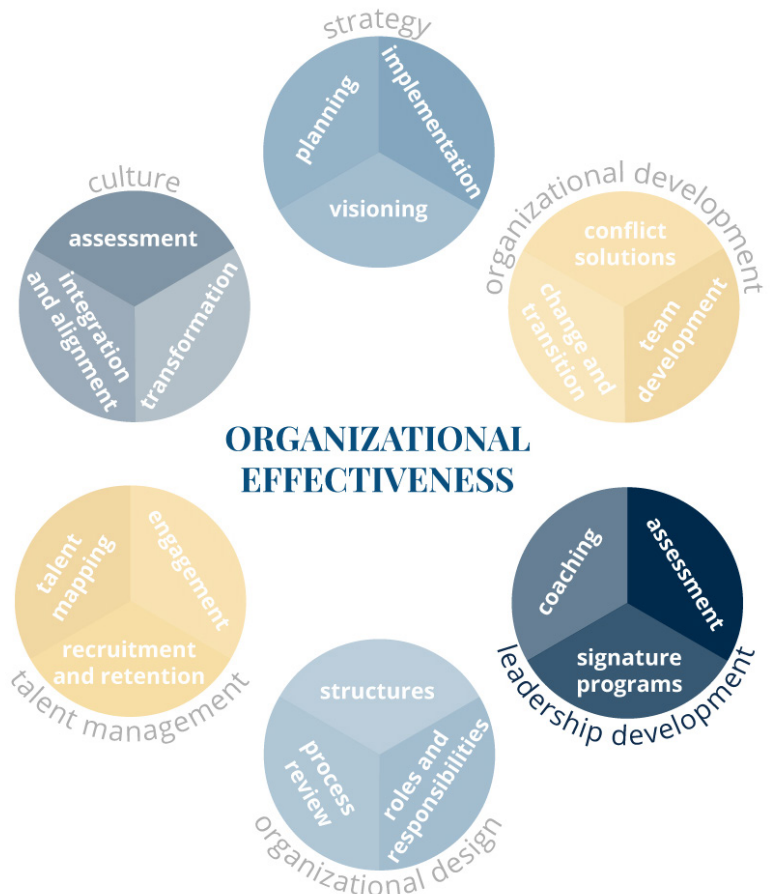 strategy
planning
implementation
visioning
culture
assessment
integration
and alignment
transformation
organizational development
conflict
solutions
change and
transition
team
development
ORGANIZATIONAL
EFFECTIVENESS
talent
mapping
engagement
recruitment
and retention
talent management
coaching
assessment
signature
programs
leadership development
structures
process
review
roles and
responsibilities
organizational design